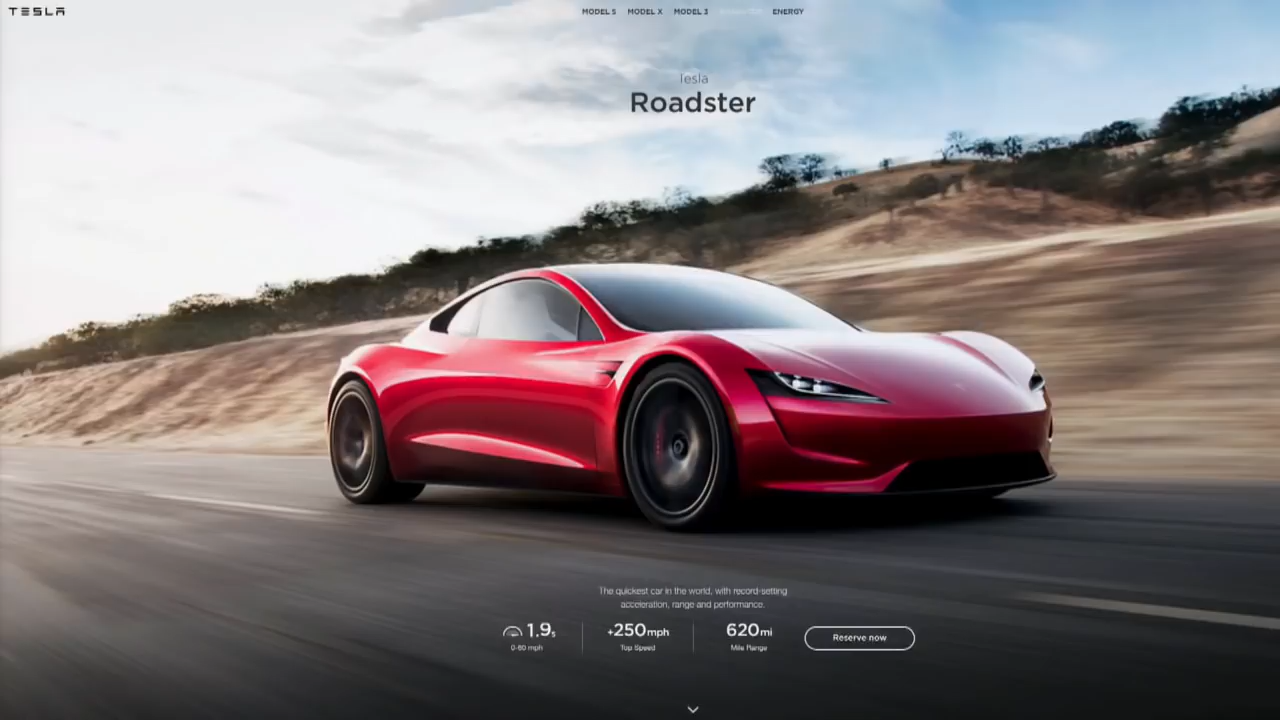 TESLA
MODEL S MODEL X MODEL 3 ENERGY
Tesla
Roadster
The quickest car in the world, with record-setting
acceleration, range and performance.
1.9s +250mph 620mi Reserve now
0-60 mph Top Speed Mile Range